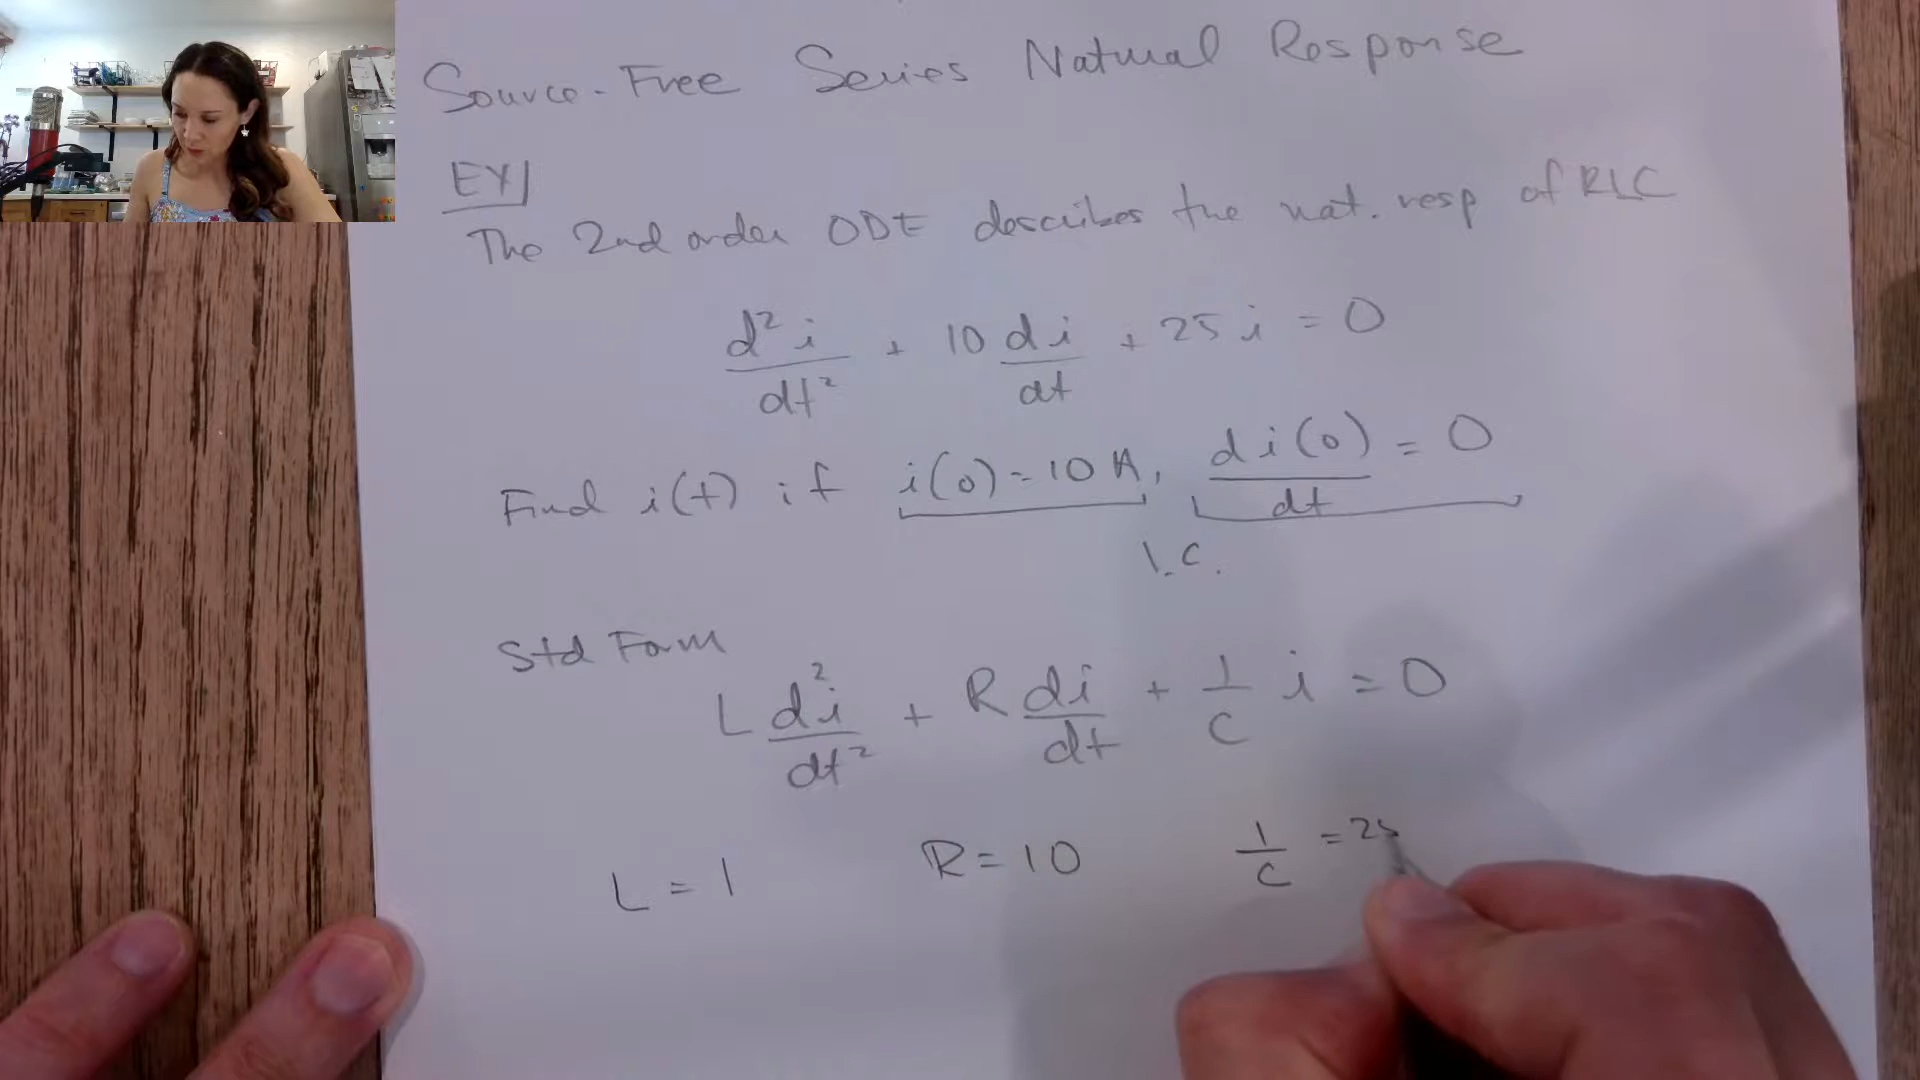 Source-Free Series Natural Response
EX
The 2nd order ODE describes the nat. resp of RLC
d²i/dt² + 10 di/dt + 25 i = 0
Find i(t) if i(0) = 10 A, di(0)/dt = 0
I.C.
Std Form
L d²i/dt² + R di/dt + 1/C i = 0
L = 1 R = 10 1/C = 25